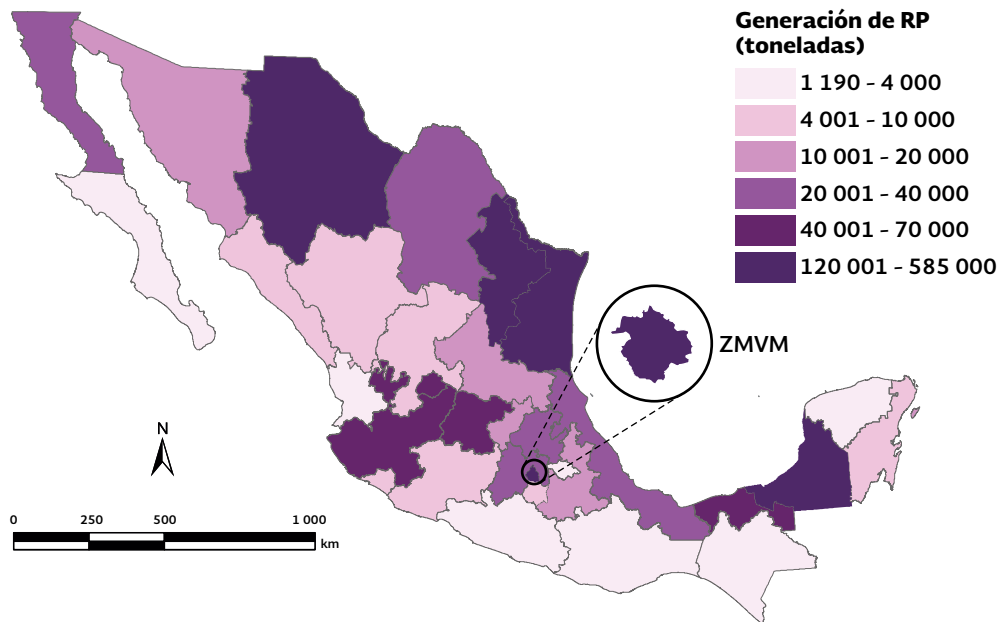 Generación de RP
(toneladas)
1 190 – 4 000
4 001 – 10 000
10 001 – 20 000
20 001 – 40 000
40 001 – 70 000
120 001 – 585 000
ZMVM
N
0 250 500 1 000
km